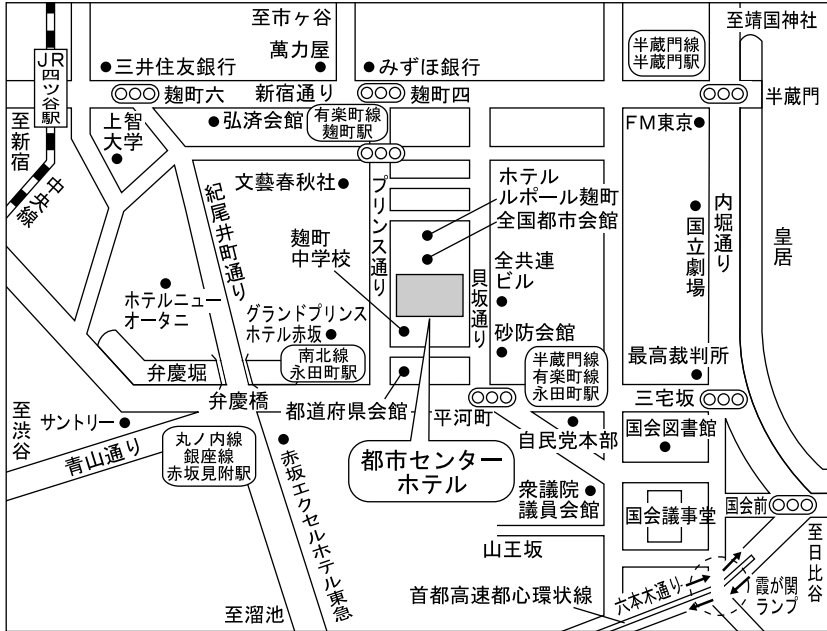 至市ヶ谷
至靖国神社
JR
四ツ谷駅
萬力屋
三井住友銀行
みずほ銀行
半蔵門線
半蔵門駅
麹町六
新宿通り
麹町四
半蔵門
至新宿
上智
大学
弘済会館
有楽町線
麹町駅
FM東京
中央線
紀尾井町通り
文藝春秋社
プリンス通り
ホテル
ルポール麹町
全国都市会館
内堀通り
国立劇場
皇居
麹町
中学校
貝坂通り
全共連
ビル
ホテルニュー
オータニ
グランドプリンス
ホテル赤坂
砂防会館
南北線
永田町駅
半蔵門線
有楽町線
永田町駅
最高裁判所
弁慶堀
弁慶橋
都道府県会館
平河町
三宅坂
至渋谷
サントリー
青山通り
丸ノ内線
銀座線
赤坂見附駅
赤坂エクセルホテル東急
都市センター
ホテル
自民党本部
国会図書館
衆議院
議員会館
国会議事堂
国会前
山王坂
至日比谷
首都高速都心環状線
六本木通り
霞が関
ランプ
至溜池